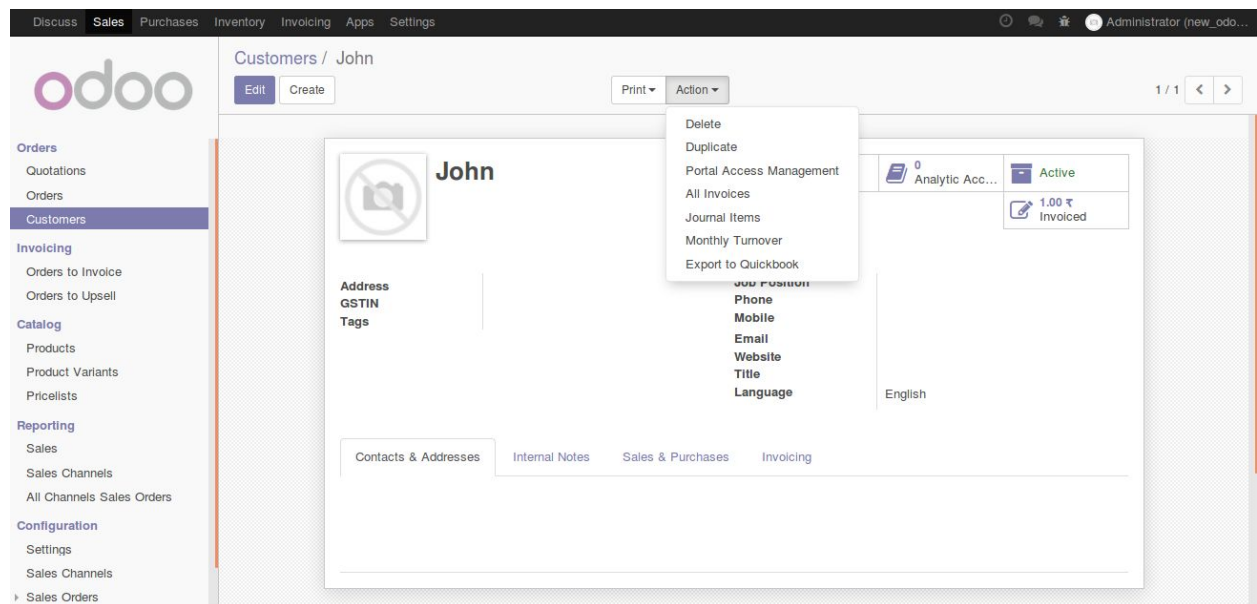 Discuss Sales Purchases Inventory Invoicing Apps Settings Administrator (new_odo...
odoo
Customers / John
Edit Create Print Action 1 / 1
Delete
Duplicate
Portal Access Management
All Invoices
Journal Items
Monthly Turnover
Export to Quickbook
Orders
Quotations
Orders
Customers
Invoicing
Orders to Invoice
Orders to Upsell
Catalog
Products
Product Variants
Pricelists
Reporting
Sales
Sales Channels
All Channels Sales Orders
Configuration
Settings
Sales Channels
Sales Orders
John
0
Analytic Acc...
Active
1.00 ₹
Invoiced
Address
GSTIN
Tags
Job Position
Phone
Mobile
Email
Website
Title
Language English
Contacts & Addresses Internal Notes Sales & Purchases Invoicing